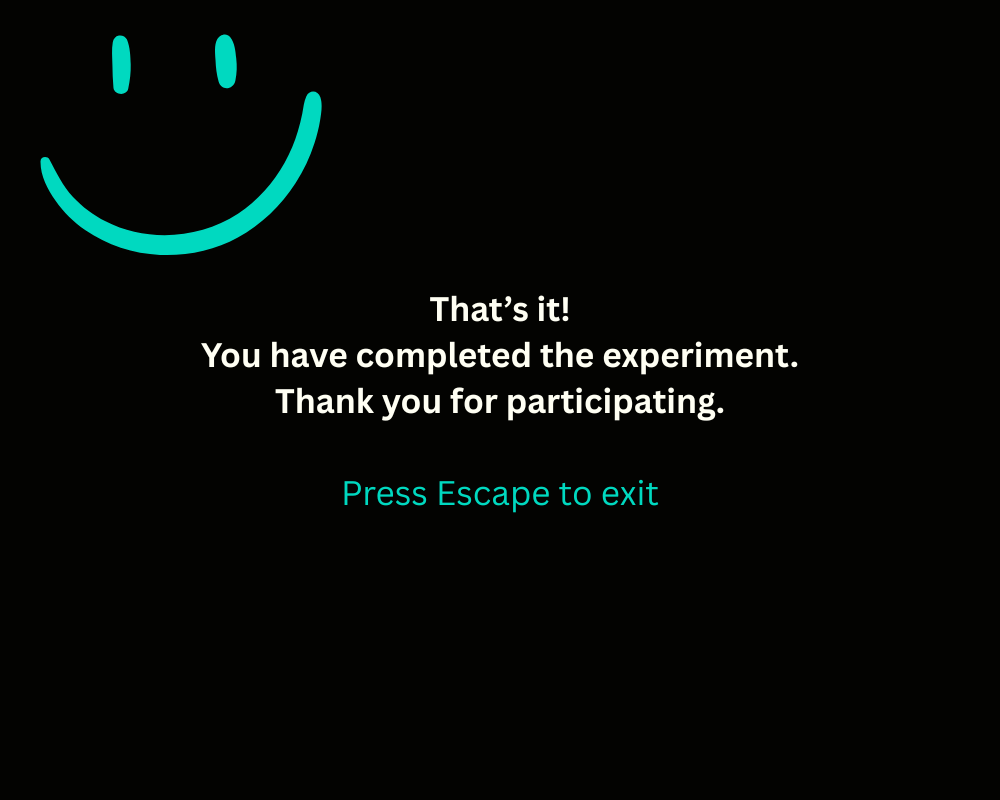 That’s it!
You have completed the experiment.
Thank you for participating.
Press Escape to exit